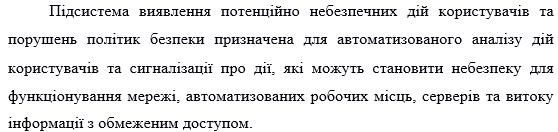 Підсистема виявлення потенційно небезпечних дій користувачів та
порушень політик безпеки призначена для автоматизованого аналізу дій
користувачів та сигналізації про дії, які можуть становити небезпеку для
функціонування мережі, автоматизованих робочих місць, серверів та витоку
інформації з обмеженим доступом.